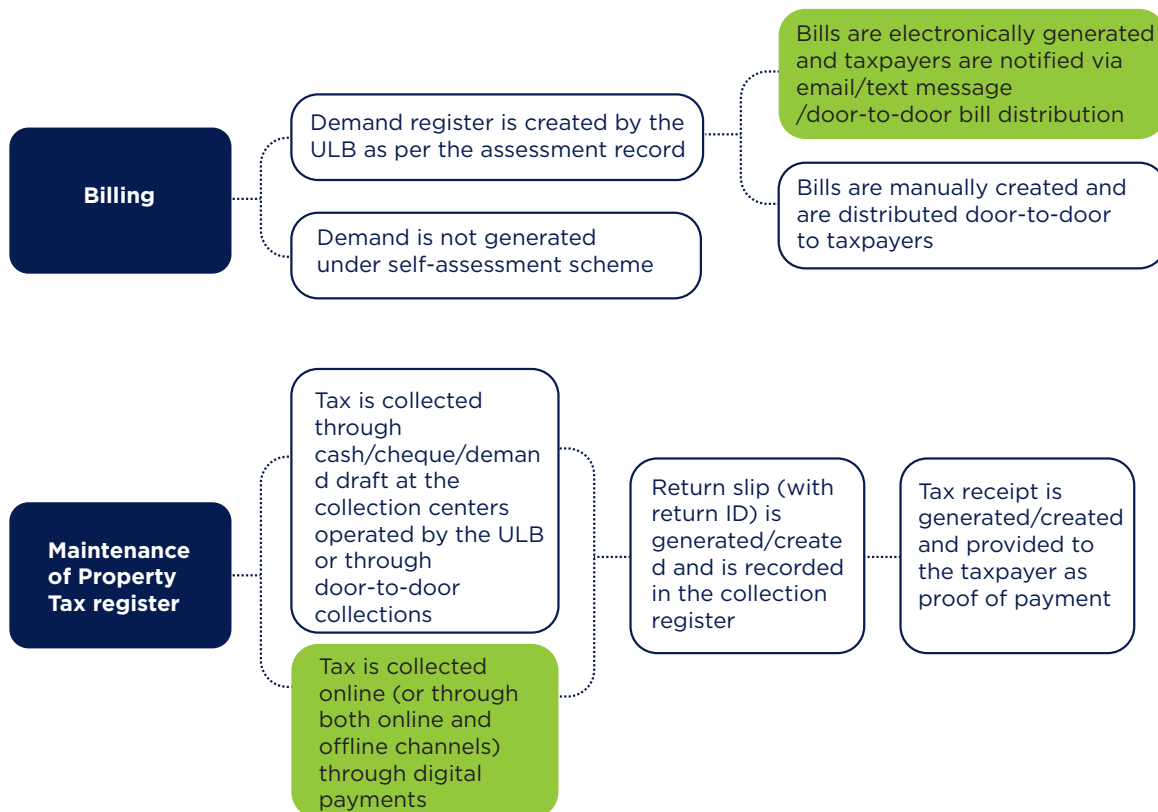 Billing
Demand register is created by the
ULB as per the assessment record
Bills are electronically generated
and taxpayers are notified via
email/text message
/door-to-door bill distribution
Bills are manually created and
are distributed door-to-door
to taxpayers
Demand is not generated
under self-assessment scheme
Maintenance
of Property
Tax register
Tax is collected
through
cash/cheque/deman
d draft at the
collection centers
operated by the ULB
or through
door-to-door
collections
Tax is collected
online (or through
both online and
offline channels)
through digital
payments
Return slip (with
return ID) is
generated/create
d and is recorded
in the collection
register
Tax receipt is
generated/created
and provided to
the taxpayer as
proof of payment